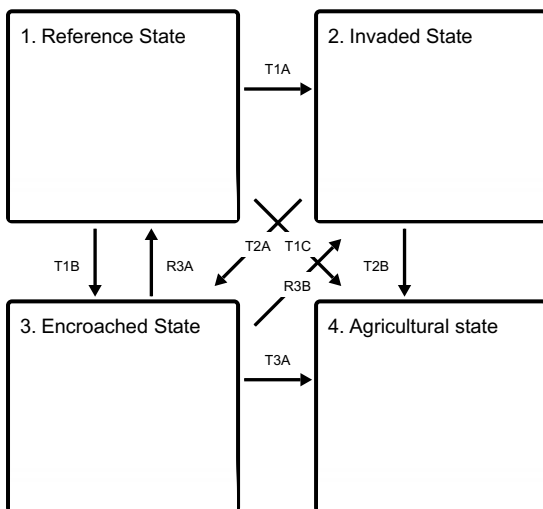 1. Reference State
2. Invaded State
T1A
T1B
R3A
T2A
T1C
T2B
R3B
3. Encroached State
4. Agricultural state
T3A